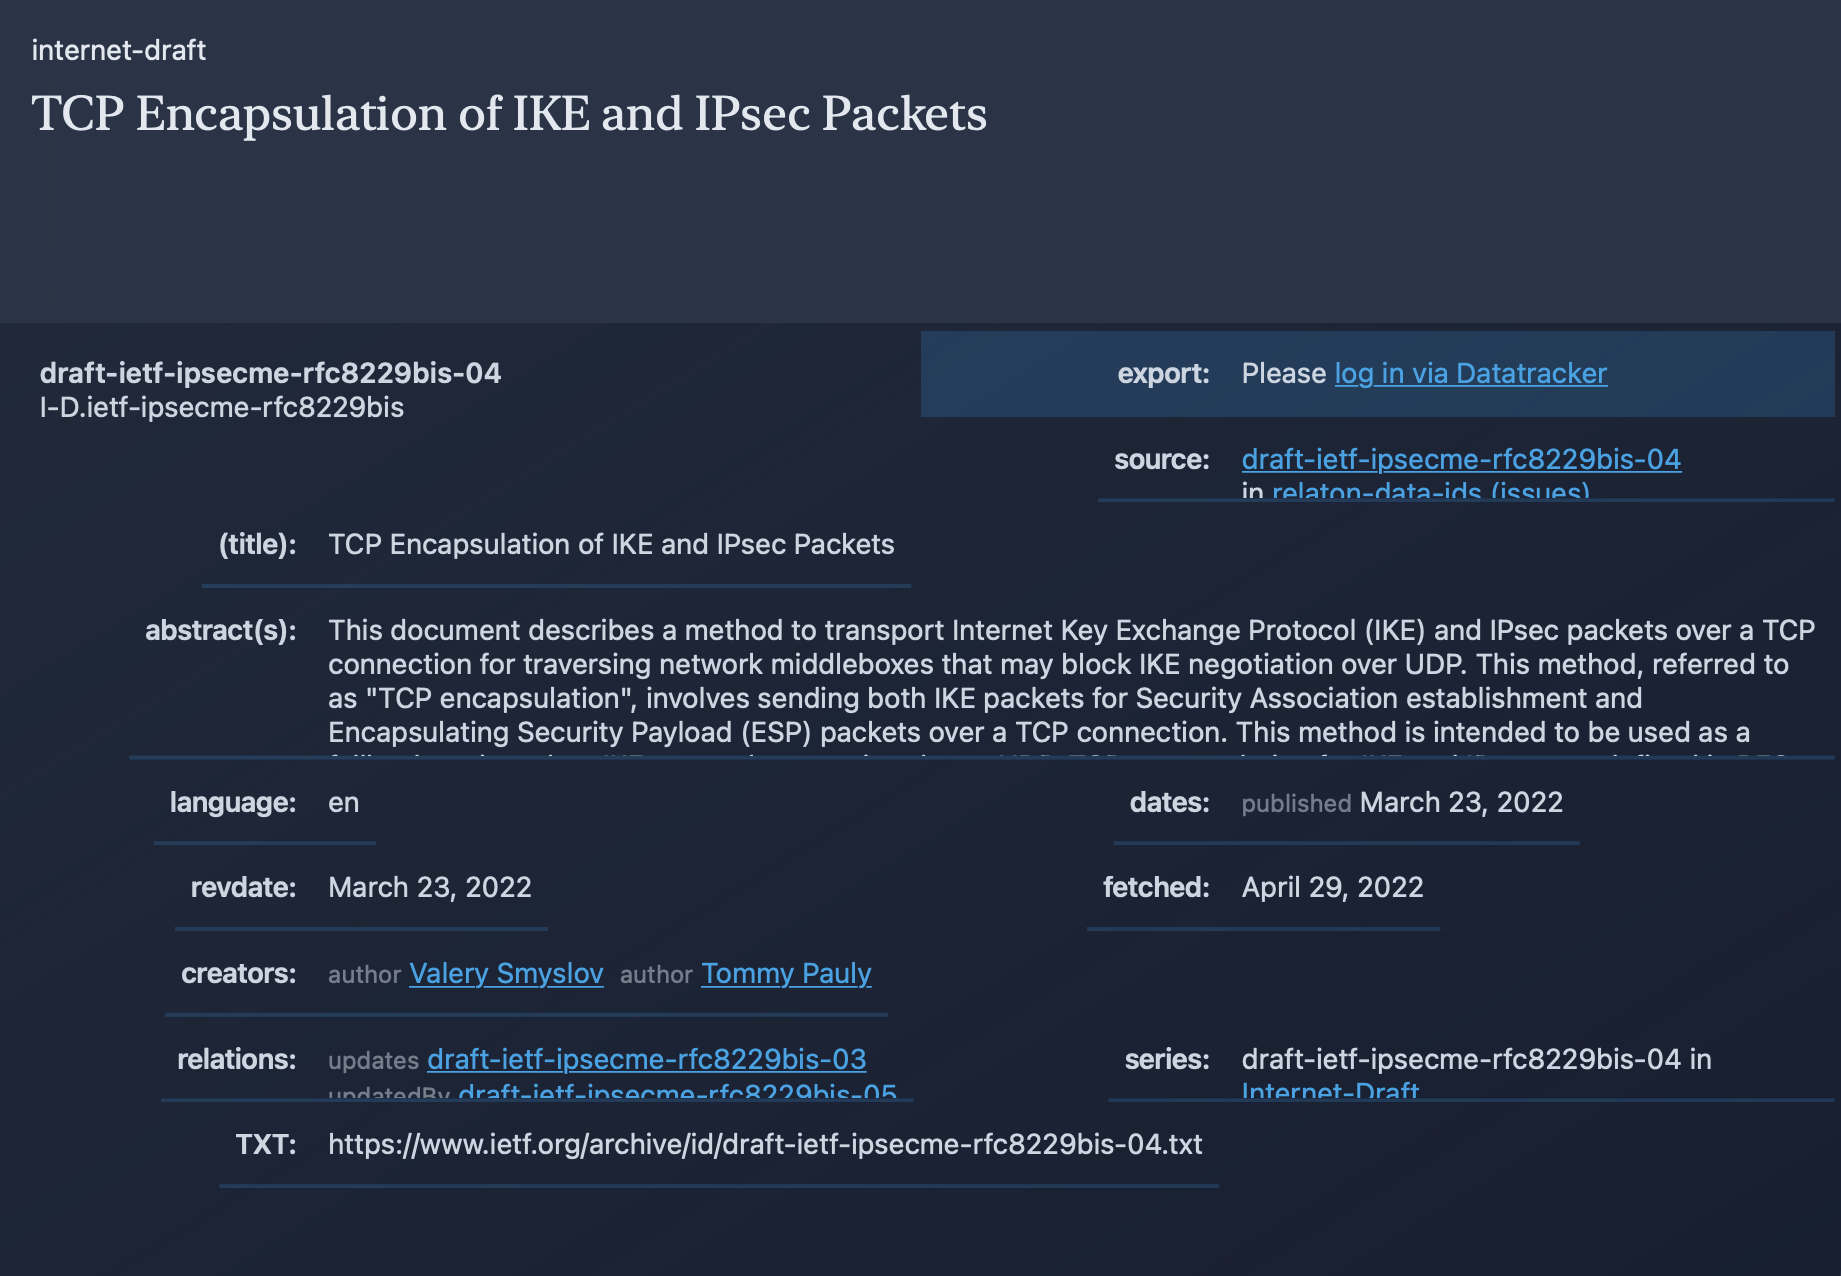 internet-draft
TCP Encapsulation of IKE and IPsec Packets
draft-ietf-ipsecme-rfc8229bis-04
I-D.ietf-ipsecme-rfc8229bis
export: Please log in via Datatracker
source: draft-ietf-ipsecme-rfc8229bis-04
in relaton-data-ids (issues)
(title): TCP Encapsulation of IKE and IPsec Packets
abstract(s): This document describes a method to transport Internet Key Exchange Protocol (IKE) and IPsec packets over a TCP
connection for traversing network middleboxes that may block IKE negotiation over UDP. This method, referred to
as "TCP encapsulation", involves sending both IKE packets for Security Association establishment and
Encapsulating Security Payload (ESP) packets over a TCP connection. This method is intended to be used as a
language: en
dates: published March 23, 2022
revdate: March 23, 2022
fetched: April 29, 2022
creators: author Valery Smyslov author Tommy Pauly
relations: updates draft-ietf-ipsecme-rfc8229bis-03
updatedBy draft-ietf-ipsecme-rfc8229bis-05
series: draft-ietf-ipsecme-rfc8229bis-04 in
Internet-Draft
TXT: https://www.ietf.org/archive/id/draft-ietf-ipsecme-rfc8229bis-04.txt